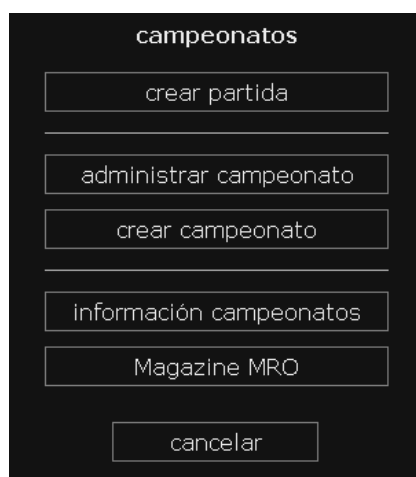 campeonatos
crear partida
administrar campeonato
crear campeonato
información campeonatos
Magazine MRO
cancelar